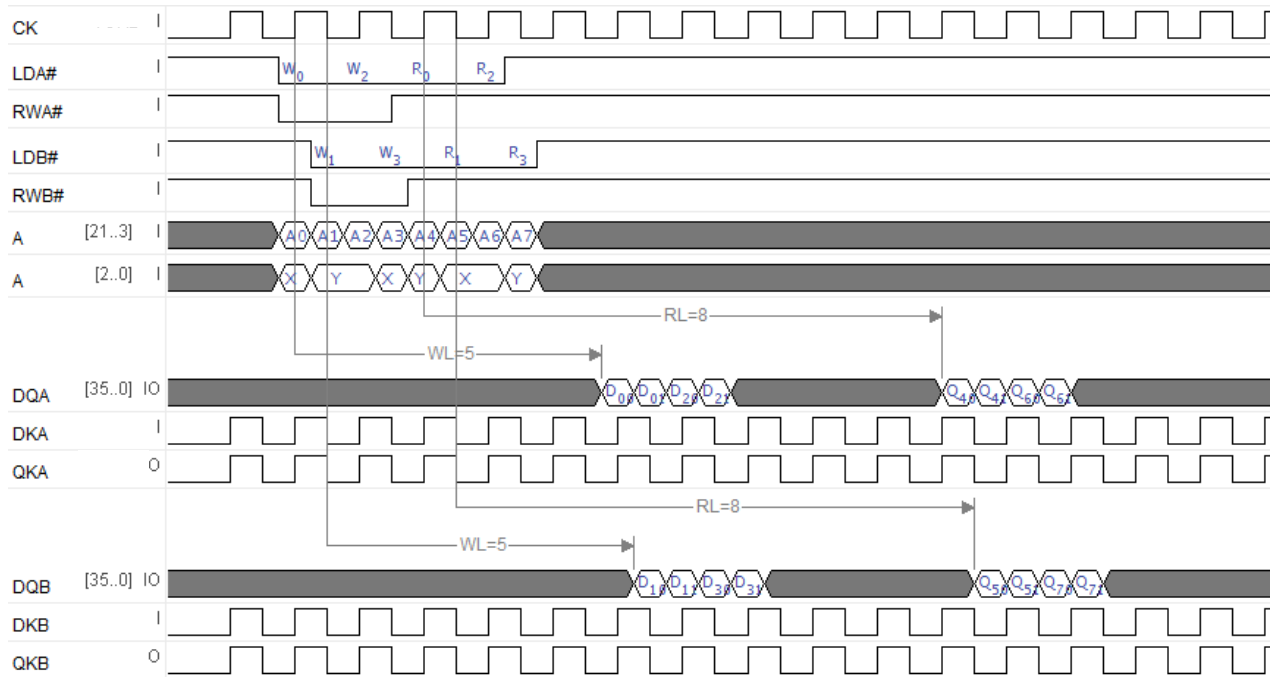 CK I
LDA# I W0 W2 R0 R2
RWA# I
LDB# I W1 W3 R1 R3
RWB# I
A [21..3] I A0 A1 A2 A3 A4 A5 A6 A7
A [2..0] I X Y X Y X Y
RL=8
WL=5
DQA [35..0] IO D00 D01 D20 D21 Q40 Q41 Q60 Q61
DKA I
QKA O
RL=8
WL=5
DQB [35..0] IO D10 D11 D30 D31 Q50 Q51 Q70 Q71
DKB I
QKB O